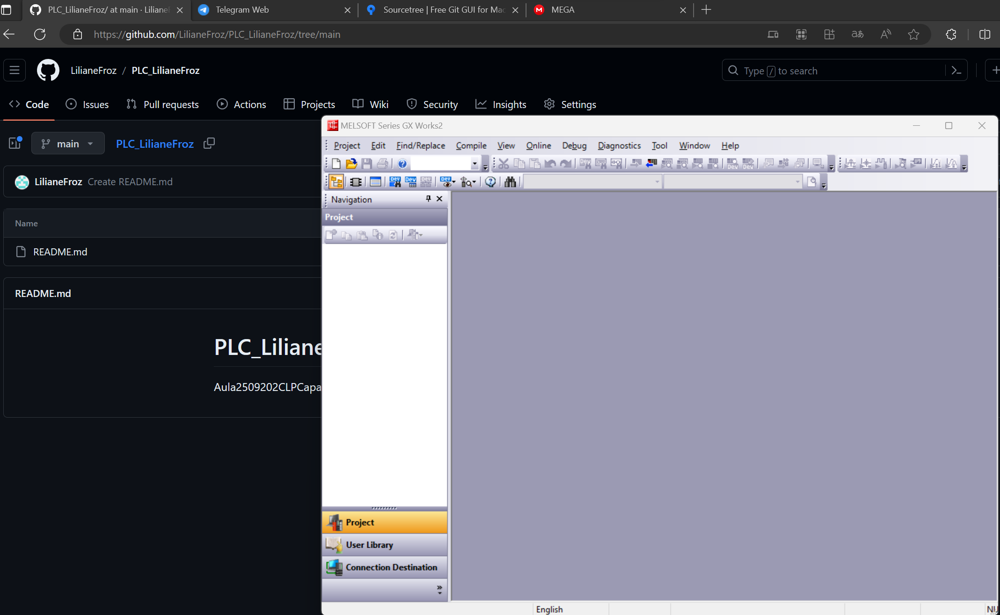 PLC_LilianeFroz/ at main · Liliane
Telegram Web
Sourcetree | Free Git GUI for Mac
MEGA
https://github.com/LilianeFroz/PLC_LilianeFroz/tree/main
LilianeFroz / PLC_LilianeFroz
Type / to search
Code Issues Pull requests Actions Projects Wiki Security Insights Settings
main PLC_LilianeFroz
LilianeFroz Create README.md
Name
README.md
README.md
PLC_Liliane
Aula2509202CLPCapa
MELSOFT Series GX Works2
Project Edit Find/Replace Compile View Online Debug Diagnostics Tool Window Help
Navigation
Project
Project
User Library
Connection Destination
English
NU